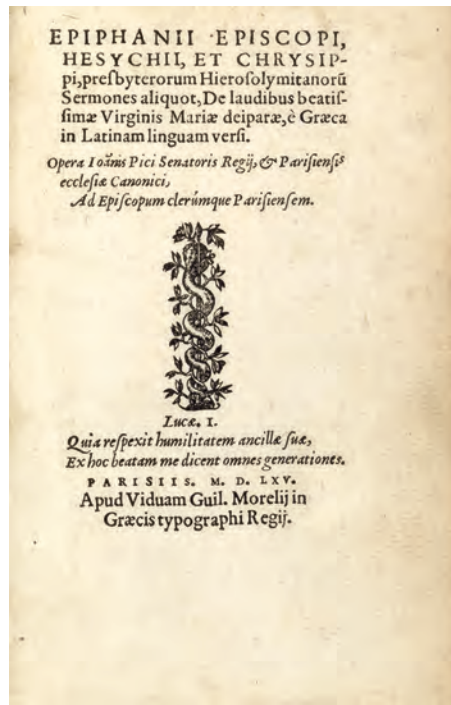 EPIPHANII EPISCOPI,
HESYCHII, ET CHRYSIP-
pi,preſbyterorum Hieroſolymitanorũ
Sermones aliquot,De laudibus beatiſ-
ſimæ Virginis Mariæ deiparæ,è Græca
in Latinam linguam verſi.
Opera Ioãnis Pici Senatoris Regij,& Pariſienſis
eccleſiæ Canonici,
Ad Epiſcopum clerúmque Pariſienſem.
Lucæ. I.
Quia reſpexit humilitatem ancillæ ſuæ,
Ex hoc beatam me dicent omnes generationes.
PARISIIS. M. D. LXV.
Apud Viduam Guil. Morelij in
Græcis typographi Regij.